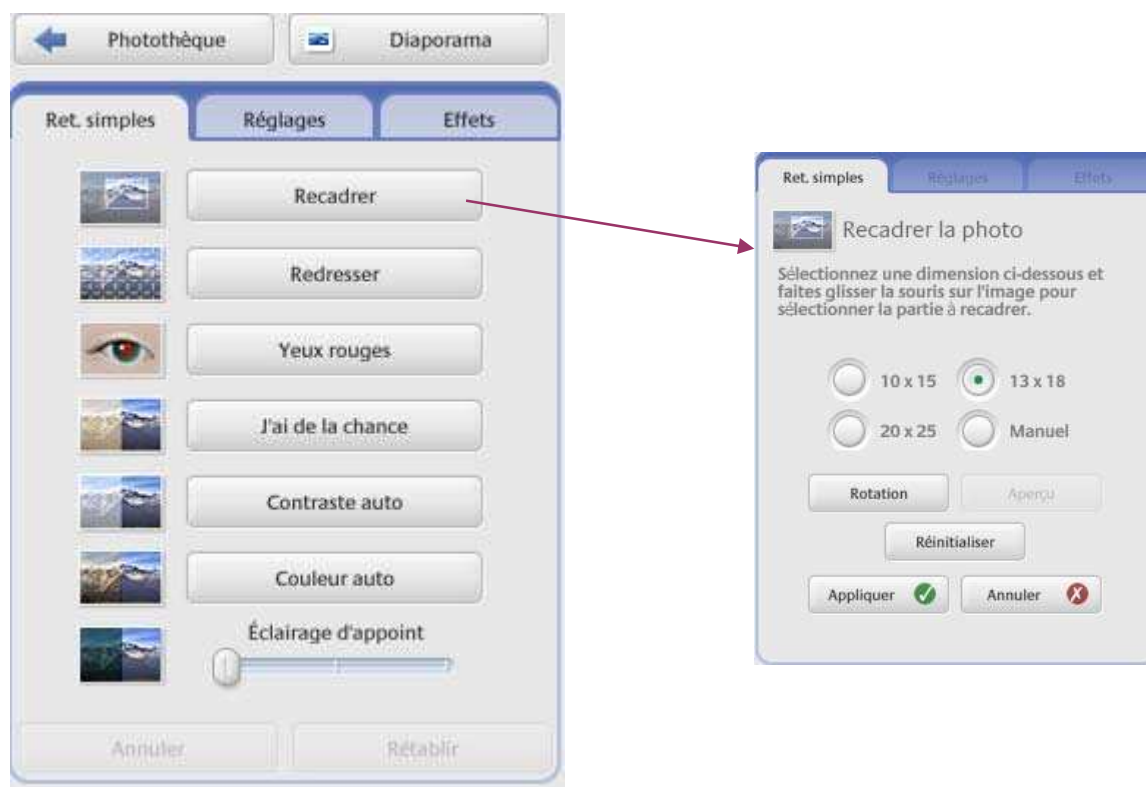 Photothèque
Diaporama
Ret. simples
Réglages
Effets
Recadrer
Redresser
Yeux rouges
J'ai de la chance
Contraste auto
Couleur auto
Éclairage d'appoint
Annuler
Rétablir
Ret. simples
Réglages
Effets
Recadrer la photo
Sélectionnez une dimension ci-dessous et
faites glisser la souris sur l'image pour
sélectionner la partie à recadrer.
10 x 15
13 x 18
20 x 25
Manuel
Rotation
Aperçu
Réinitialiser
Appliquer
Annuler